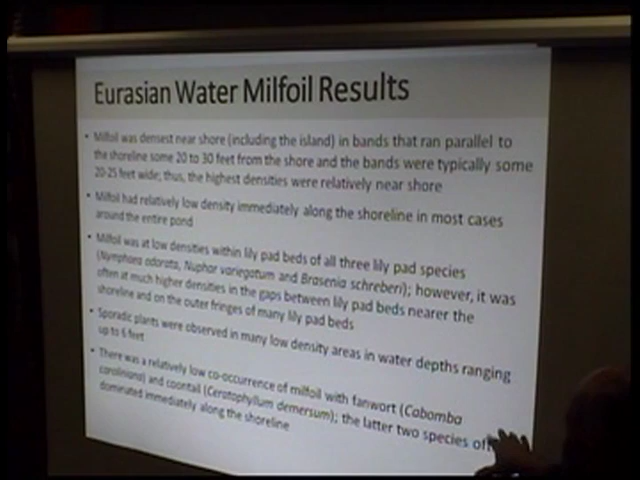 Eurasian Water Milfoil Results
• Milfoil was densest near shore (including the island) in bands that ran parallel to
the shoreline some 20 to 30 feet from the shore and the bands were typically some
20-25 feet wide; thus, the highest densities were relatively near shore
• Milfoil had relatively low density immediately along the shoreline in most cases
around the entire pond
• Milfoil was at low densities within lily pad beds of all three lily pad species
(Nymphaea odorata, Nuphar variegatum and Brasenia schreberi); however, it was
often at much higher densities in the gaps between lily pad beds nearer the
shoreline and on the outer fringes of many lily pad beds
• Sporadic plants were observed in many low density areas in water depths ranging
up to 6 feet
• There was a relatively low co-occurrence of milfoil with fanwort (Cabomba
caroliniana) and coontail (Ceratophyllum demersum); the latter two species
dominated immediately along the shoreline